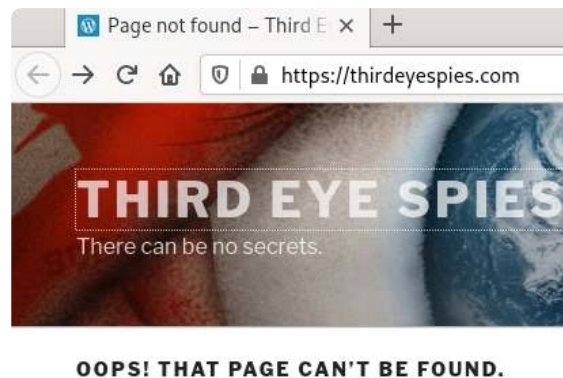 Page not found – Third E
https://thirdeyespies.com
THIRD EYE SPIES
There can be no secrets.
OOPS! THAT PAGE CAN'T BE FOUND.